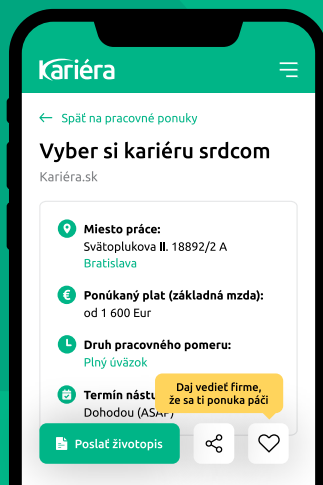 Kariéra
← Späť na pracovné ponuky
Vyber si kariéru srdcom
Kariéra.sk
Miesto práce:
Svätoplukova II. 18892/2 A
Bratislava
Ponúkaný plat (základná mzda):
od 1 600 Eur
Druh pracovného pomeru:
Plný úväzok
Termín
Dohodou (ASAP)
Daj vedieť firme,
že sa ti ponuka páči
Poslať životopis